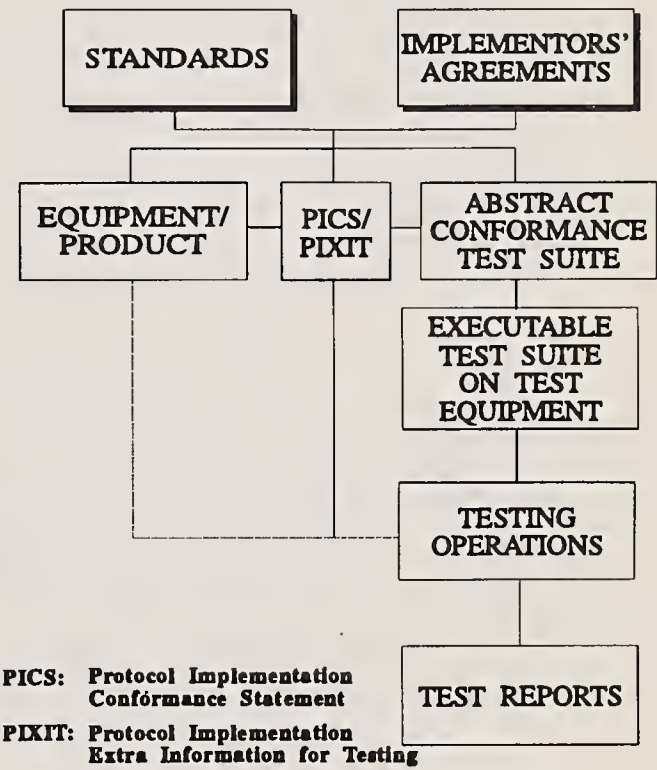 STANDARDS
IMPLEMENTORS'
AGREEMENTS
EQUIPMENT/
PRODUCT
PICS/
PIXIT
ABSTRACT
CONFORMANCE
TEST SUITE
EXECUTABLE
TEST SUITE
ON TEST
EQUIPMENT
TESTING
OPERATIONS
TEST REPORTS
PICS: Protocol Implementation
Conformance Statement
PIXIT: Protocol Implementation
Extra Information for Testing